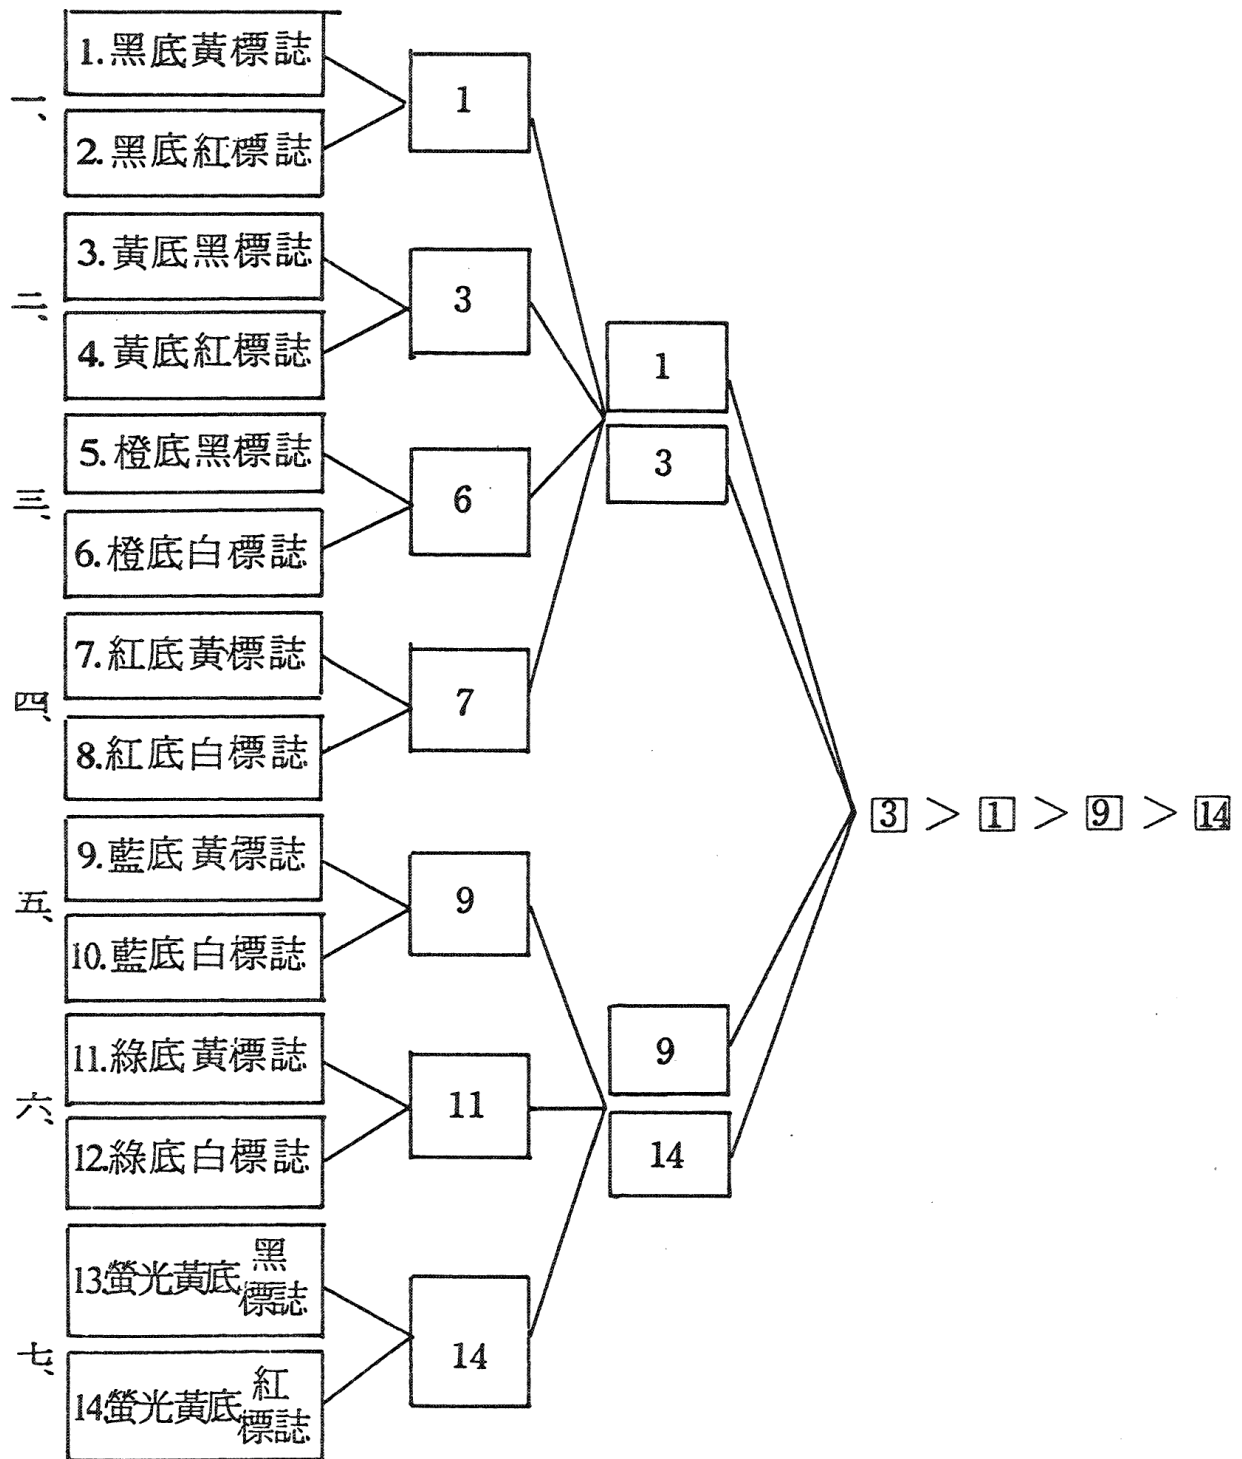 一、
1.黑底黃標誌
2.黑底紅標誌
1
二、
3.黃底黑標誌
4.黃底紅標誌
3
三、
5.橙底黑標誌
6.橙底白標誌
6
四、
7.紅底黃標誌
8.紅底白標誌
7
五、
9.藍底黃標誌
10.藍底白標誌
9
六、
11.綠底黃標誌
12.綠底白標誌
11
七、
13.螢光黃底黑標誌
14.螢光黃底紅標誌
14
1
3
9
14
3 > 1 > 9 > 14